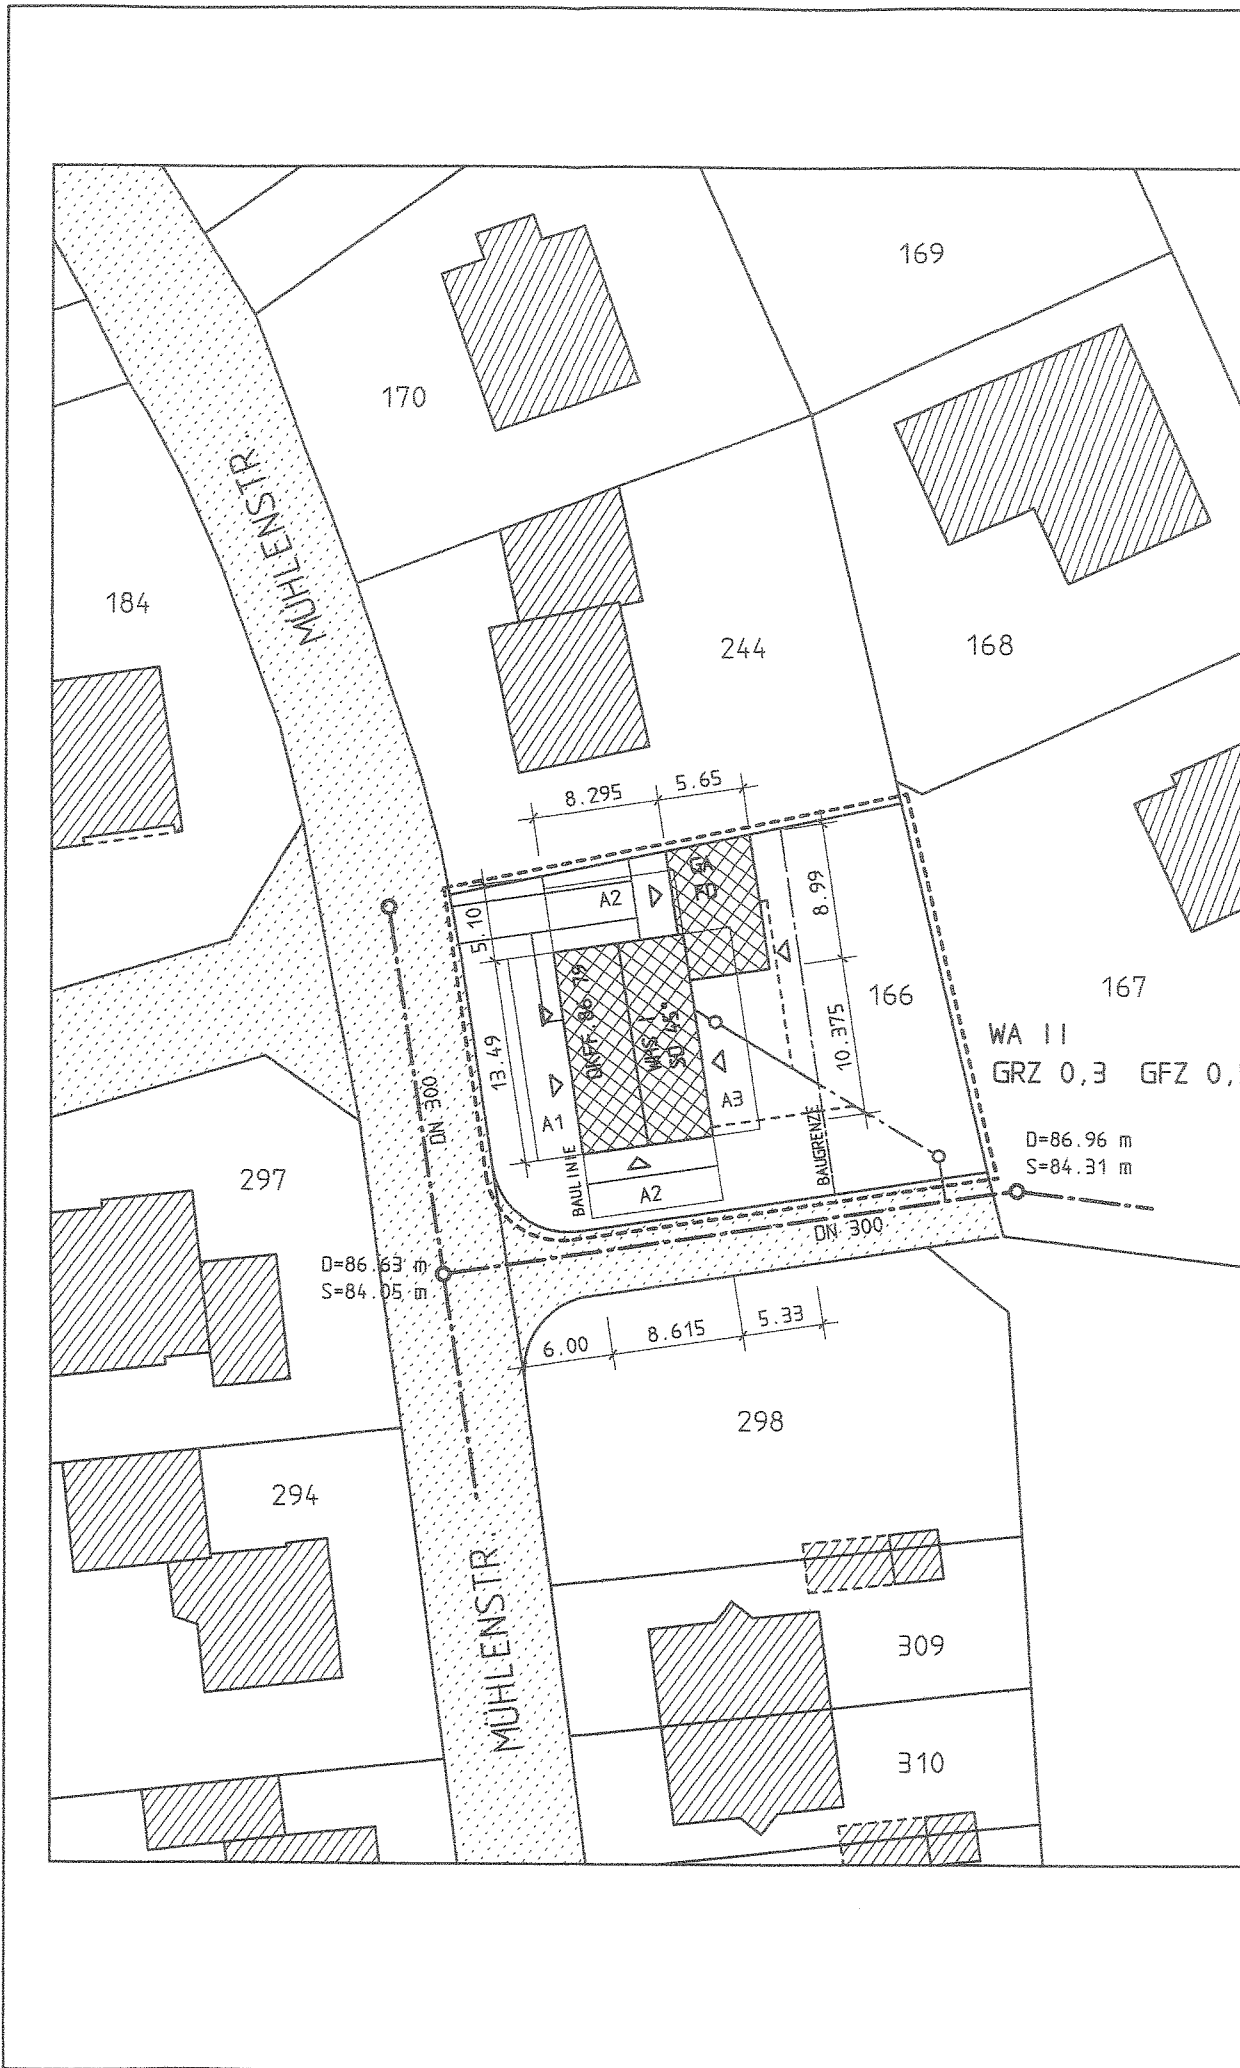 169
170
MÜHLENSTR.
184
244
168
8.295
5.65
GA
FD
A2
5.10
8.99
166
167
WA II
GRZ 0,3 GFZ 0,
13.49
10.375
DN 300
A1
A3
BAULINIE
BAUGRENZE
A2
D=86.96 m
S=84.31 m
297
DN 300
D=86.63 m
S=84.05 m
6.00
8.615
5.33
298
294
MÜHLENSTR.
309
310